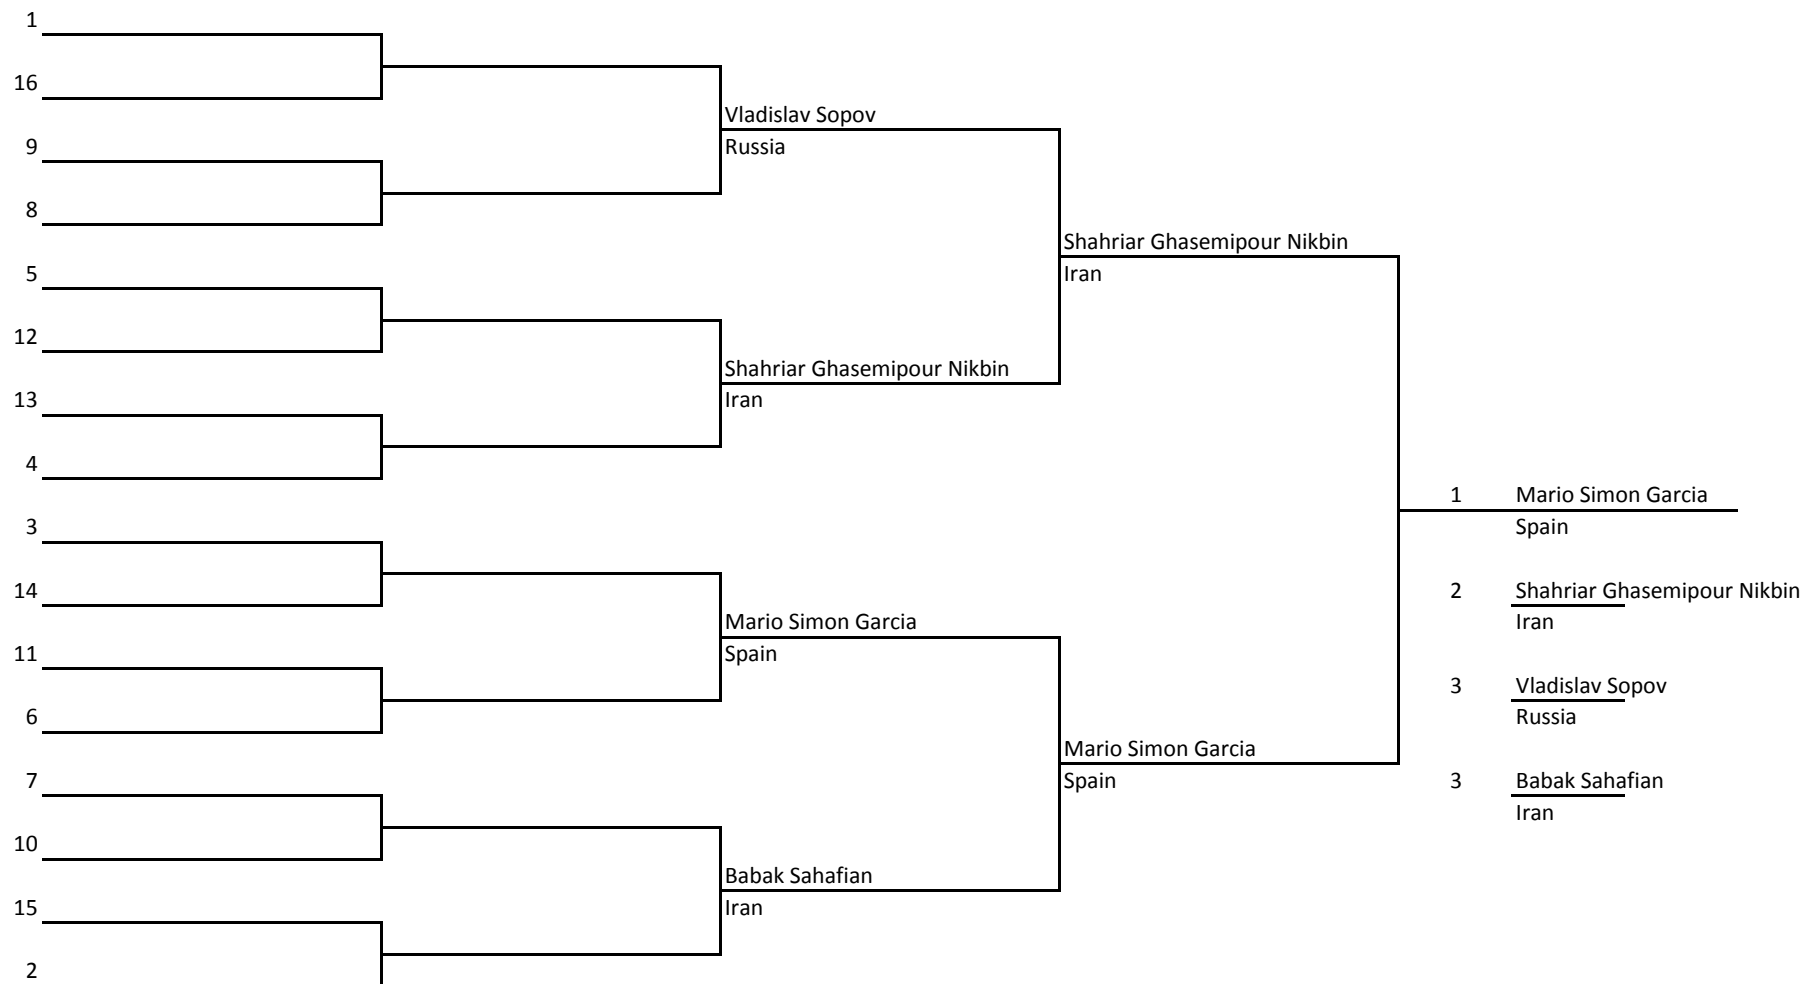 1
16
Vladislav Sopov
Russia
9
8
Shahriar Ghasemipour Nikbin
Iran
5
12
Shahriar Ghasemipour Nikbin
Iran
13
4
1 Mario Simon Garcia
Spain
3
14
2 Shahriar Ghasemipour Nikbin
Iran
Mario Simon Garcia
Spain
11
6
3 Vladislav Sopov
Russia
Mario Simon Garcia
Spain
7
10
3 Babak Sahafian
Iran
Babak Sahafian
Iran
15
2